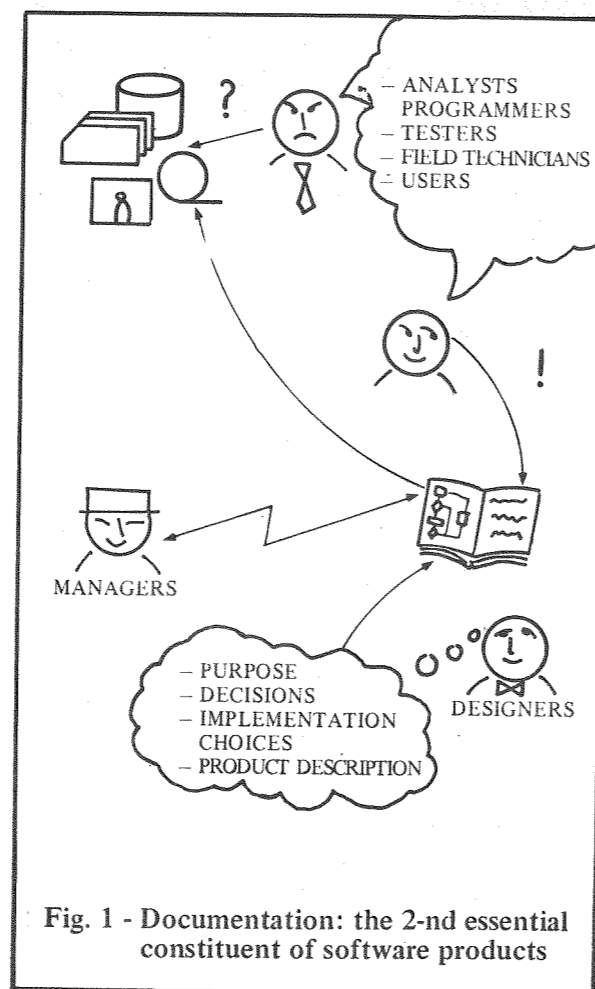 ?
– ANALYSTS
PROGRAMMERS
– TESTERS
– FIELD TECHNICIANS
– USERS
!
MANAGERS
– PURPOSE
– DECISIONS
– IMPLEMENTATION
CHOICES
– PRODUCT DESCRIPTION
DESIGNERS
Fig. 1 - Documentation: the 2-nd essential
constituent of software products